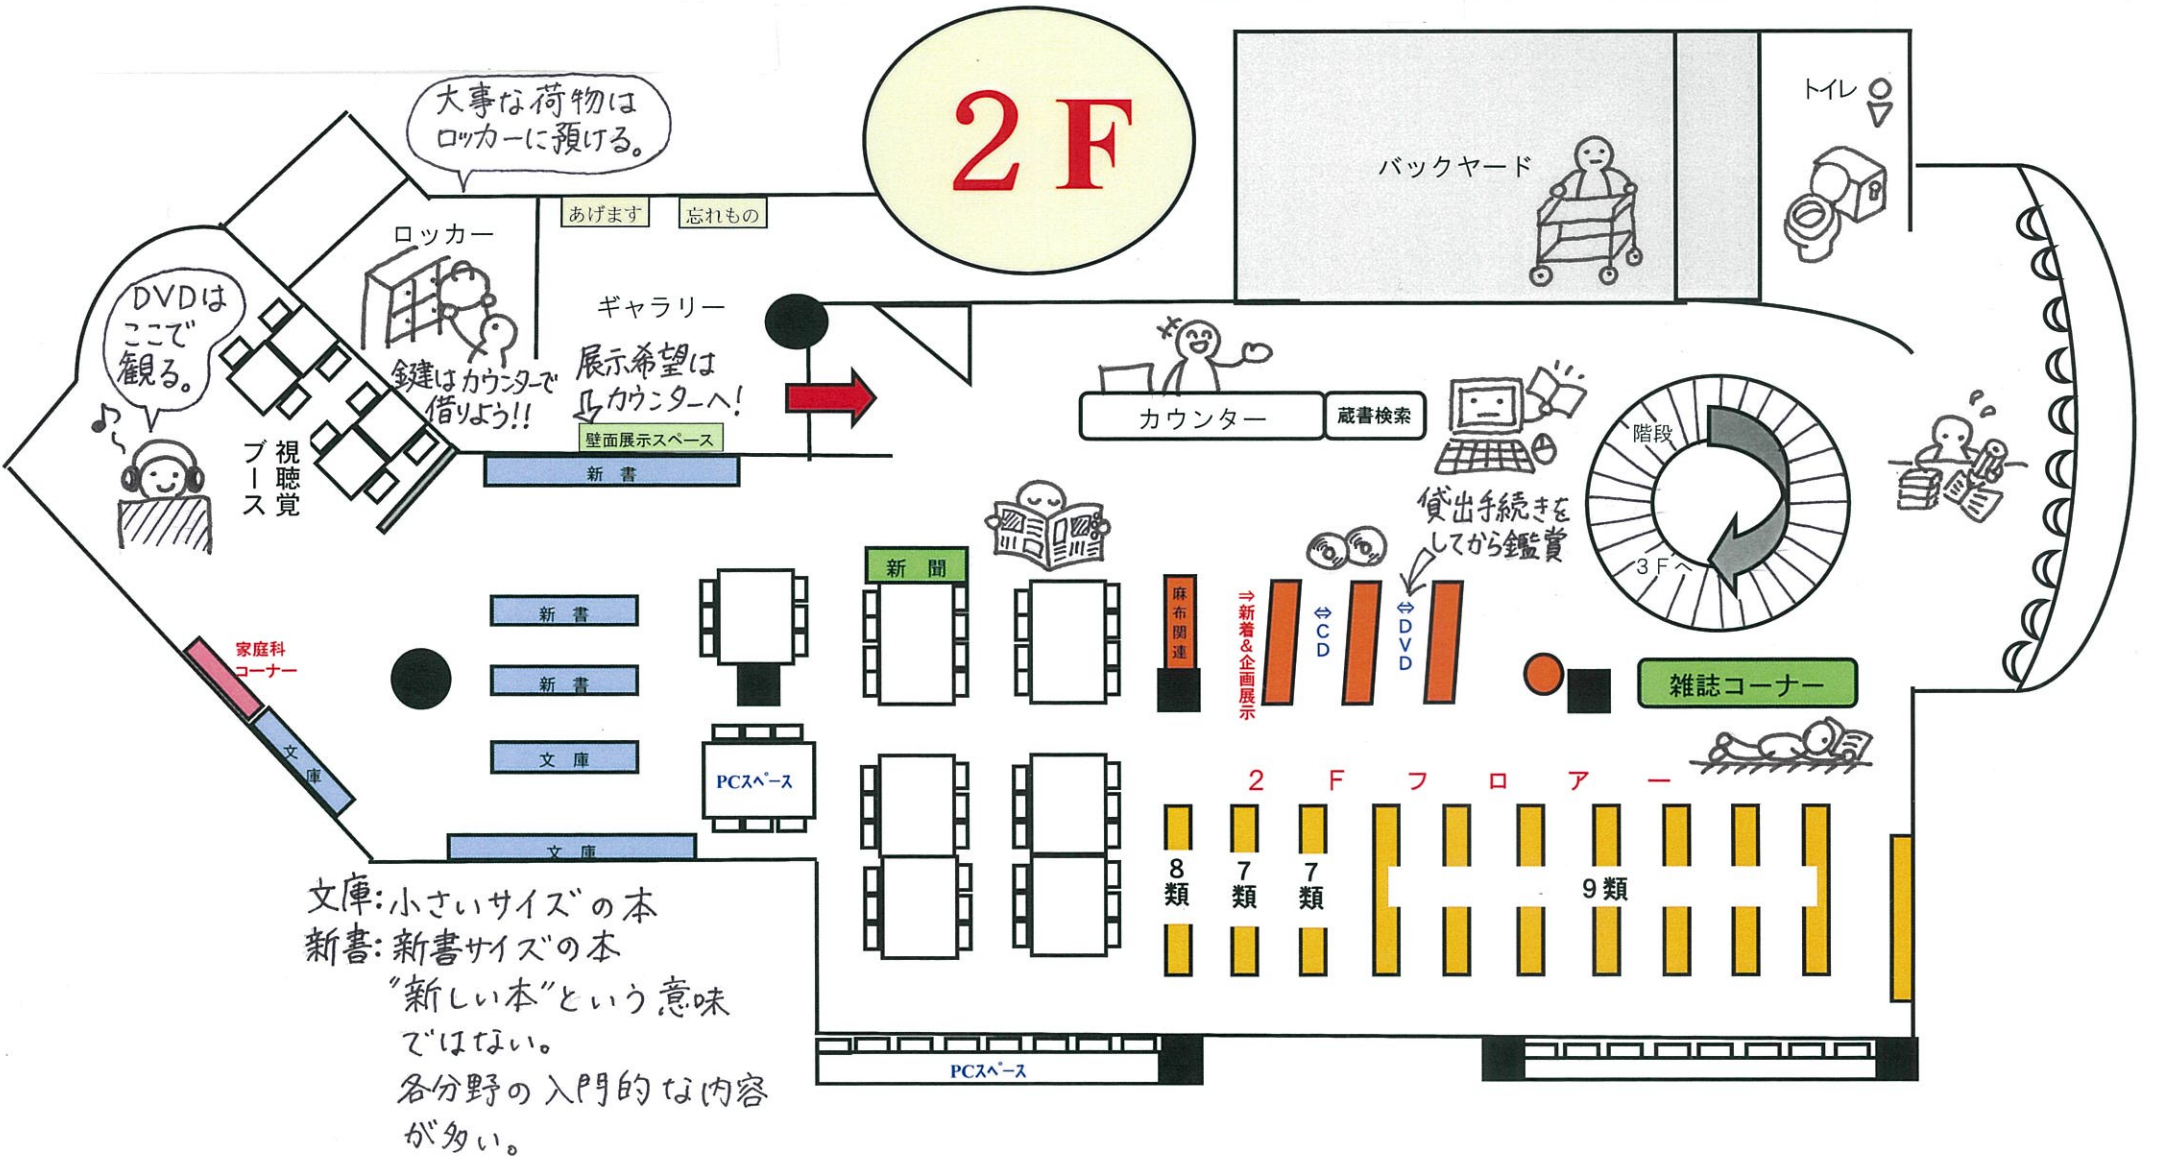 2F
大事な荷物は
ロッカーに預ける。
ロッカー
あげます
忘れもの
バックヤード
トイレ
DVDは
ここで
観る。
ギャラリー
鍵はカウンターで
借りよう!!
展示希望は
カウンターへ!
壁面展示スペース
視聴覚
ブース
新書
カウンター
蔵書検索
貸出手続きを
してから鑑賞
階段
3Fへ
新聞
麻布関連
⇒新着&企画展示
⇔CD
⇔DVD
新書
新書
文庫
家庭科
コーナー
文庫
PCスペース
雑誌コーナー
2Fフロアー
文庫
8類
7類
7類
9類
文庫:小さいサイズの本
新書:新書サイズの本
"新しい本"という意味
ではない。
各分野の入門的な内容
が多い。
PCスペース